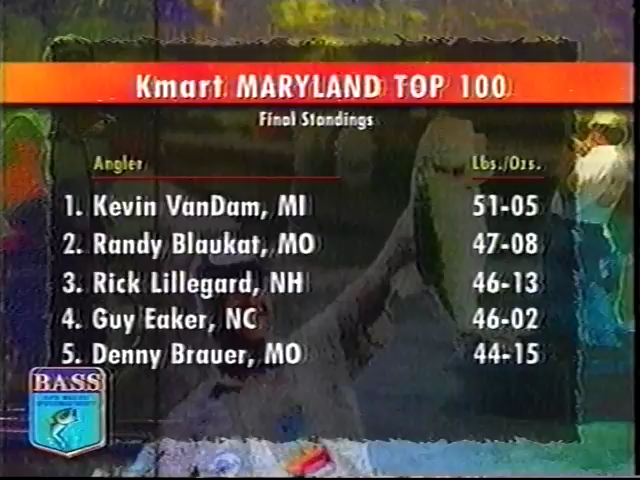 Kmart MARYLAND TOP 100
Final Standings
Angler Lbs./Ozs.
1. Kevin VanDam, MI 51-05
2. Randy Blaukat, MO 47-08
3. Rick Lillegard, NH 46-13
4. Guy Eaker, NC 46-02
5. Denny Brauer, MO 44-15
BASS